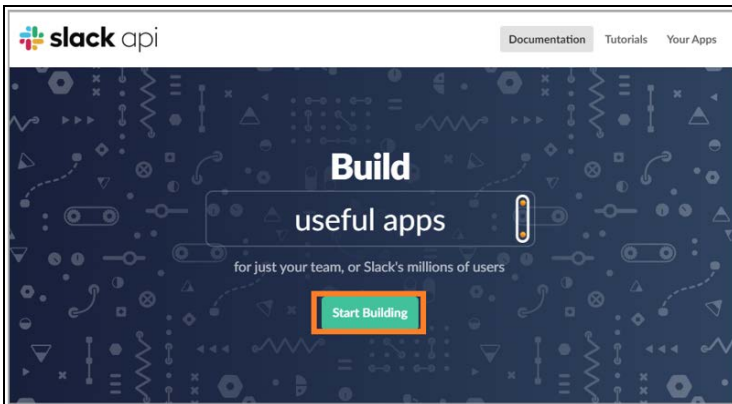 slack api
Documentation Tutorials Your Apps
Build
useful apps
for just your team, or Slack's millions of users
Start Building